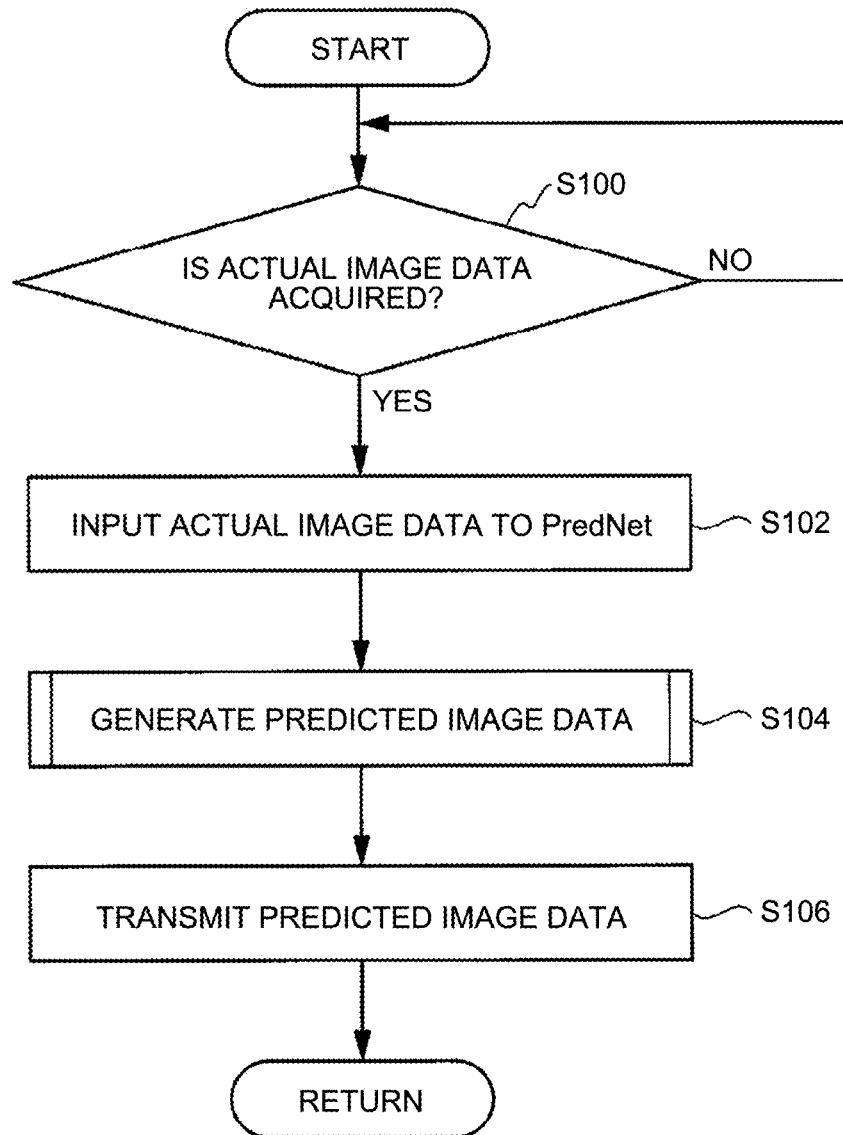 START
S100
IS ACTUAL IMAGE DATA
ACQUIRED?
NO
YES
INPUT ACTUAL IMAGE DATA TO PredNet
S102
GENERATE PREDICTED IMAGE DATA
S104
TRANSMIT PREDICTED IMAGE DATA
S106
RETURN